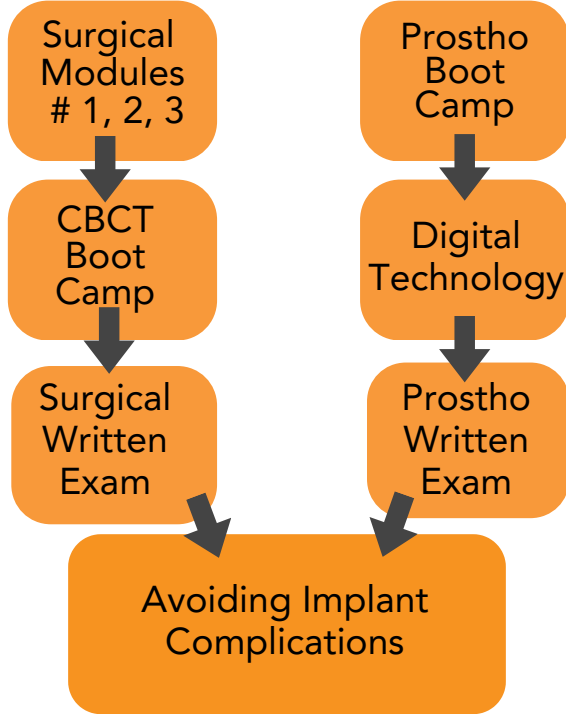 Surgical
Modules
# 1, 2, 3
CBCT
Boot
Camp
Surgical
Written
Exam
Prostho
Boot
Camp
Digital
Technology
Prostho
Written
Exam
Avoiding Implant
Complications